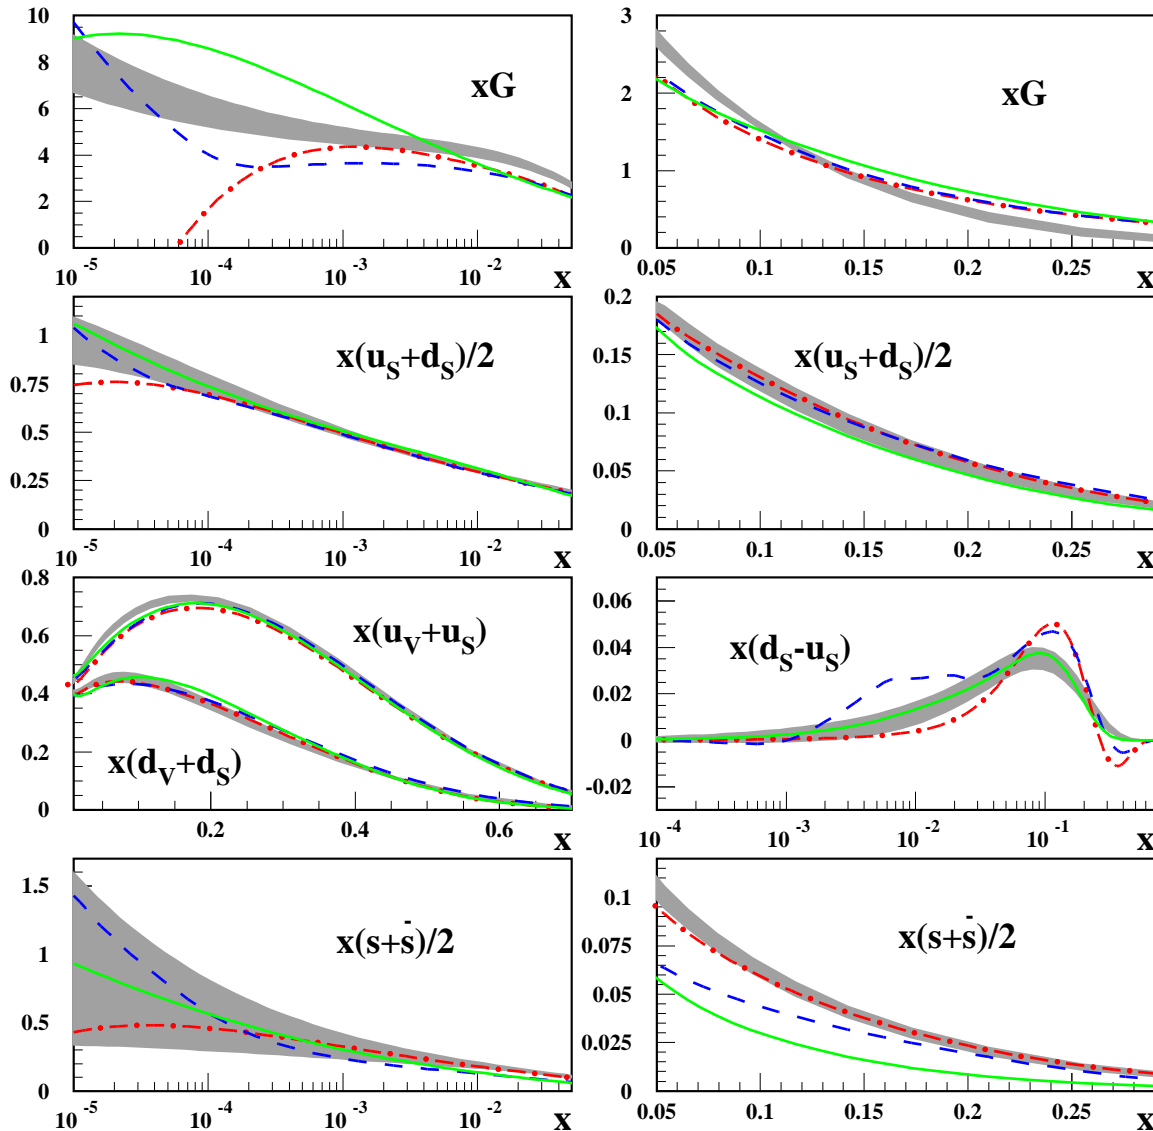 10
8
6
4
2
0
xG
10 -5 10 -4 10 -3 10 -2 x
3
2
1
0
xG
0.05 0.1 0.15 0.2 0.25 x
1
0.75
0.5
0.25
0
x(uS+dS)/2
10 -5 10 -4 10 -3 10 -2 x
0.2
0.15
0.1
0.05
0
x(uS+dS)/2
0.05 0.1 0.15 0.2 0.25 x
0.8
0.6
0.4
0.2
0
x(uV+uS)
x(dV+dS)
0.2 0.4 0.6 x
0.06
0.04
0.02
0
-0.02
x(dS-uS)
10 -4 10 -3 10 -2 10 -1 x
1.5
1
0.5
0
x(s+s̄)/2
10 -5 10 -4 10 -3 10 -2 x
0.1
0.075
0.05
0.025
0
x(s+s̄)/2
0.05 0.1 0.15 0.2 0.25 x